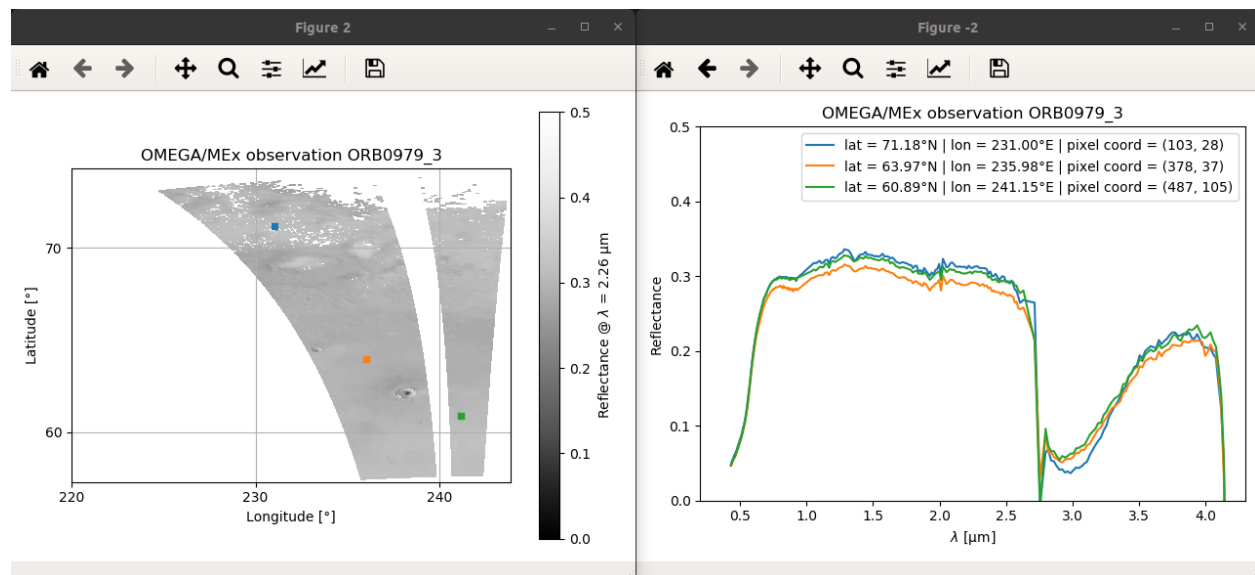 Figure 2
OMEGA/MEx observation ORB0979_3
70
60
Latitude [°]
220
230
240
Longitude [°]
0.5
0.4
0.3
0.2
0.1
0.0
Reflectance @ λ = 2.26 µm
Figure -2
OMEGA/MEx observation ORB0979_3
lat = 71.18°N | lon = 231.00°E | pixel coord = (103, 28)
lat = 63.97°N | lon = 235.98°E | pixel coord = (378, 37)
lat = 60.89°N | lon = 241.15°E | pixel coord = (487, 105)
0.5
0.4
0.3
0.2
0.1
0.0
Reflectance
0.5
1.0
1.5
2.0
2.5
3.0
3.5
4.0
λ [µm]